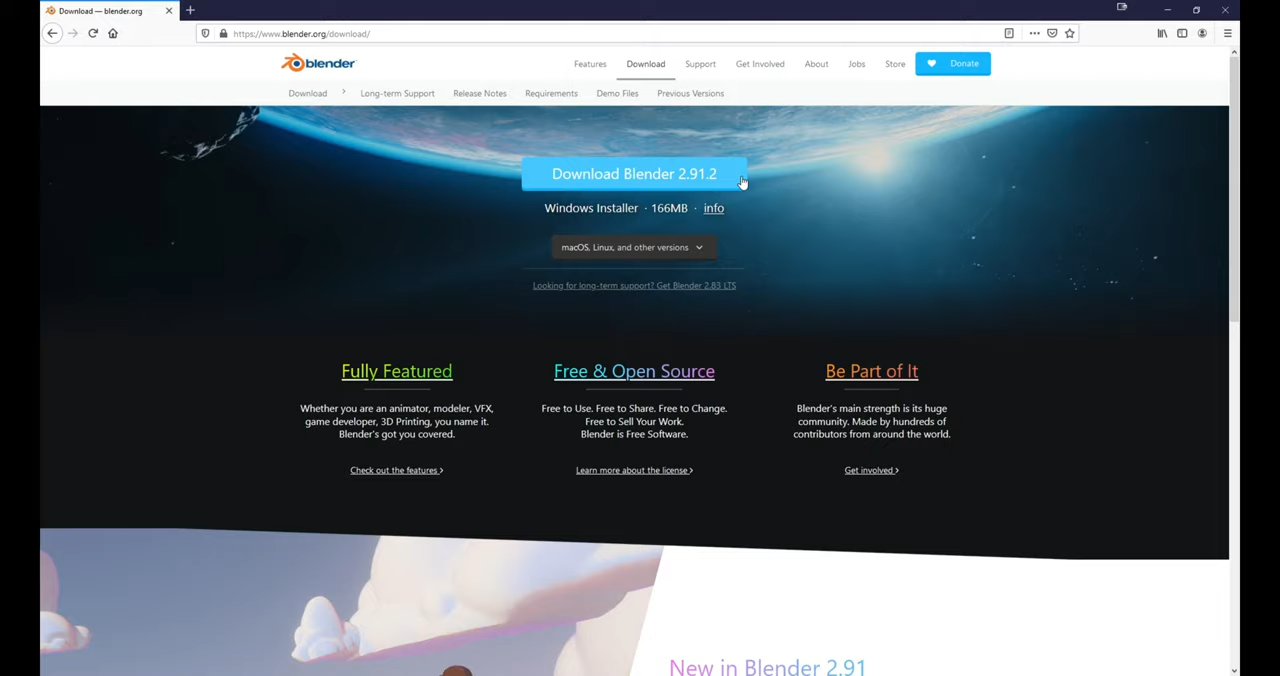 Download — blender.org
https://www.blender.org/download/
blender
Features Download Support Get Involved About Jobs Store Donate
Download Long-term Support Release Notes Requirements Demo Files Previous Versions
Download Blender 2.91.2
Windows Installer · 166MB · info
macOS, Linux, and other versions
Looking for long-term support? Get Blender 2.83 LTS
Fully Featured
Whether you are an animator, modeler, VFX,
game developer, 3D Printing, you name it.
Blender's got you covered.
Check out the features
Free & Open Source
Free to Use. Free to Share. Free to Change.
Free to Sell Your Work.
Blender is Free Software.
Learn more about the license
Be Part of It
Blender's main strength is its huge
community. Made by hundreds of
contributors from around the world.
Get involved
New in Blender 2.91